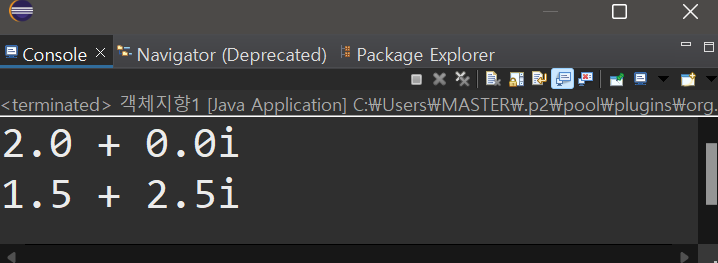 Console Navigator (Deprecated) Package Explorer
<terminated> 객체지향1 [Java Application] C:₩Users₩MASTER₩.p2₩pool₩plugins₩org.
2.0 + 0.0i
1.5 + 2.5i